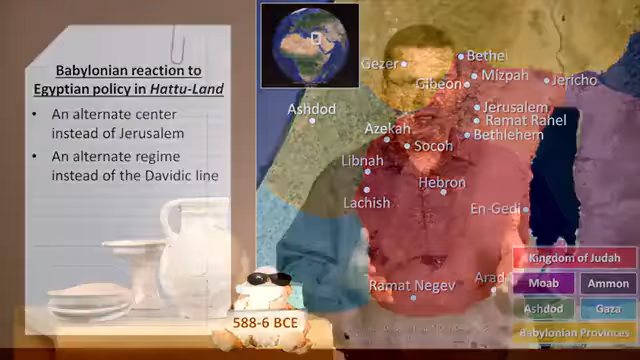 Babylonian reaction to
Egyptian policy in Hattu-Land
• An alternate center
instead of Jerusalem
• An alternate regime
instead of the Davidic line
588-6 BCE
Gezer
Bethel
Mizpah
Gibeon
Jericho
Ashdod
Jerusalem
Ramat Rahel
Azekah
Bethlehem
Socoh
Libnah
Hebron
Lachish
En-Gedi
Arad
Ramat Negev
Kingdom of Judah
Moab
Ammon
Ashdod
Gaza
Babylonian Provinces